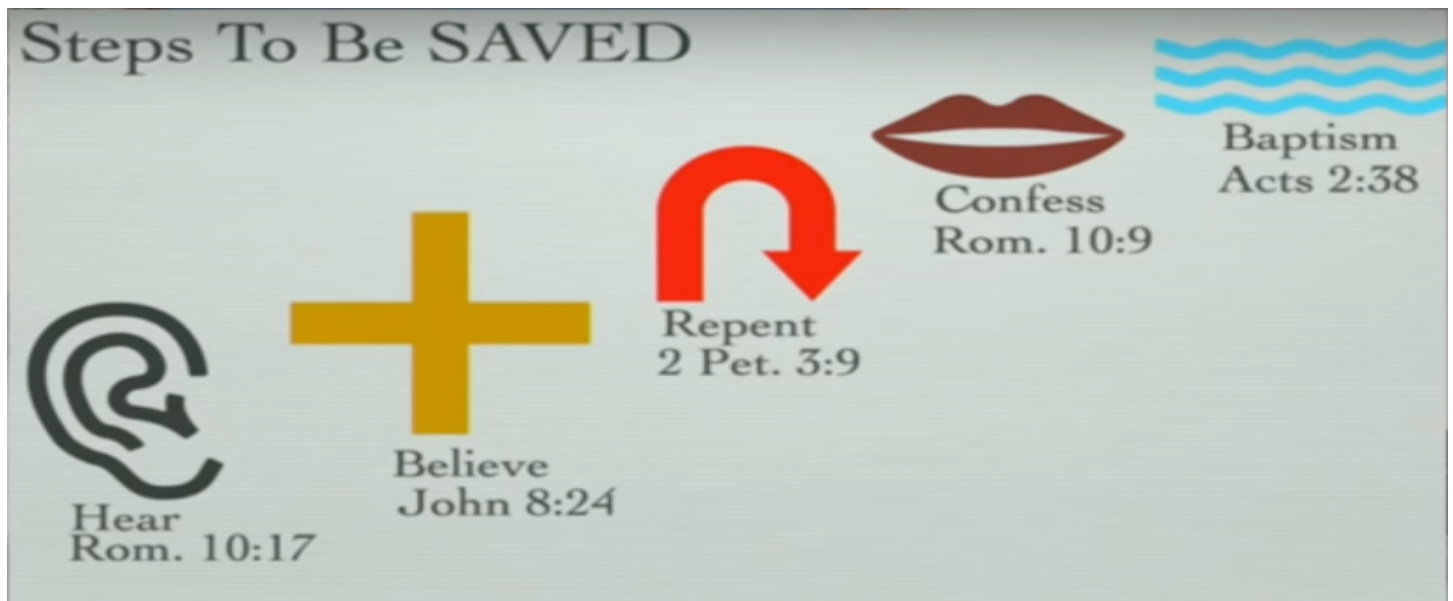 Steps To Be SAVED
Hear
Rom. 10:17
Believe
John 8:24
Repent
2 Pet. 3:9
Confess
Rom. 10:9
Baptism
Acts 2:38